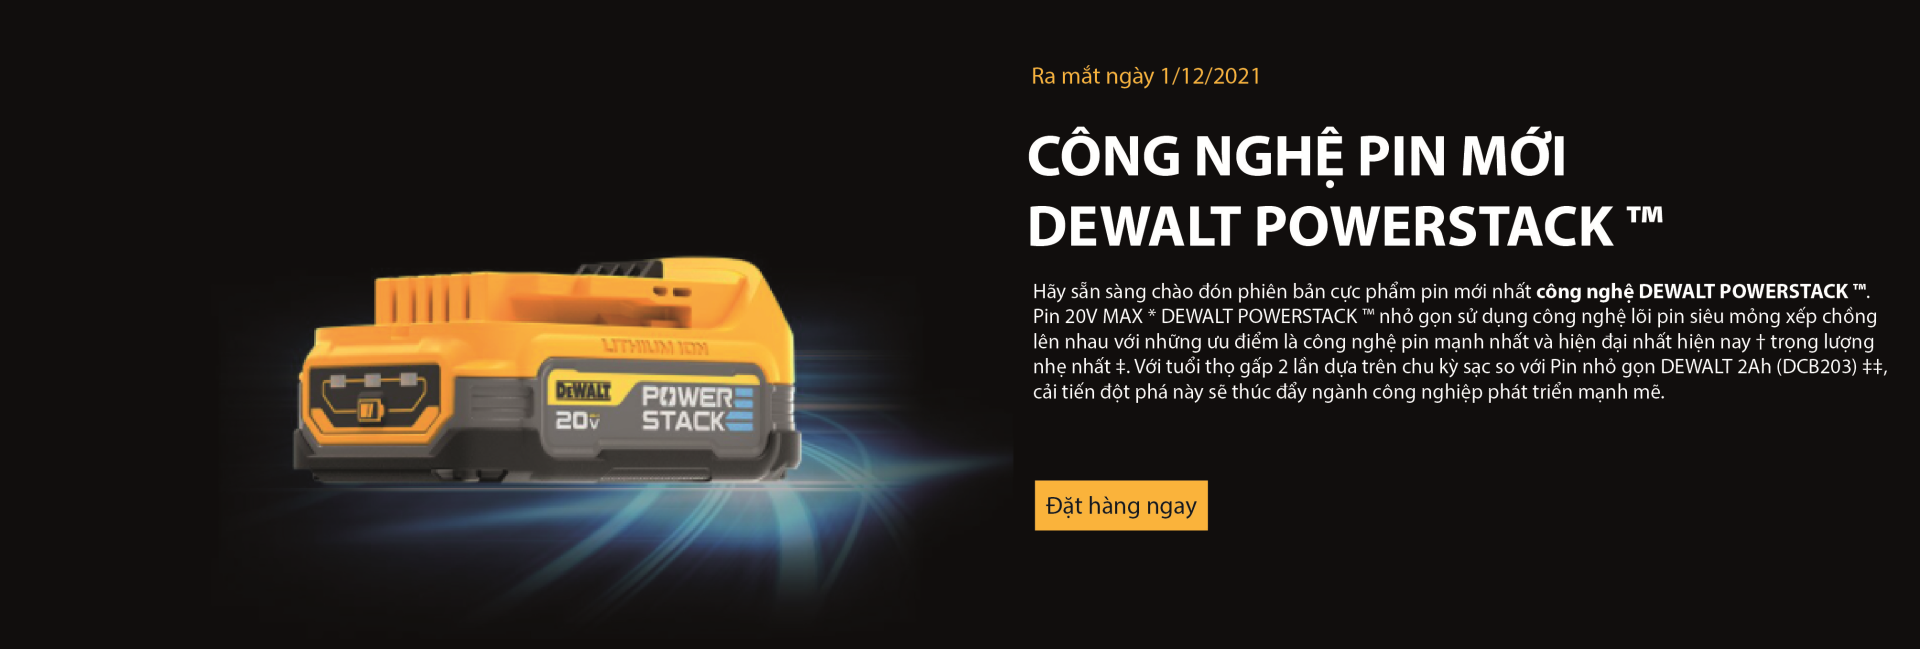 Ra mắt ngày 1/12/2021
CÔNG NGHỆ PIN MỚI
DEWALT POWERSTACK ™
Hãy sẵn sàng chào đón phiên bản cực phẩm pin mới nhất công nghệ DEWALT POWERSTACK ™.
Pin 20V MAX * DEWALT POWERSTACK ™ nhỏ gọn sử dụng công nghệ lõi pin siêu mỏng xếp chồng
lên nhau với những ưu điểm là công nghệ pin mạnh nhất và hiện đại nhất hiện nay † trọng lượng
nhẹ nhất ‡. Với tuổi thọ gấp 2 lần dựa trên chu kỳ sạc so với Pin nhỏ gọn DEWALT 2Ah (DCB203) ‡‡,
cải tiến đột phá này sẽ thúc đẩy ngành công nghiệp phát triển mạnh mẽ.
Đặt hàng ngay
LITHIUM ION
DEWALT
20V
POWER
STACK